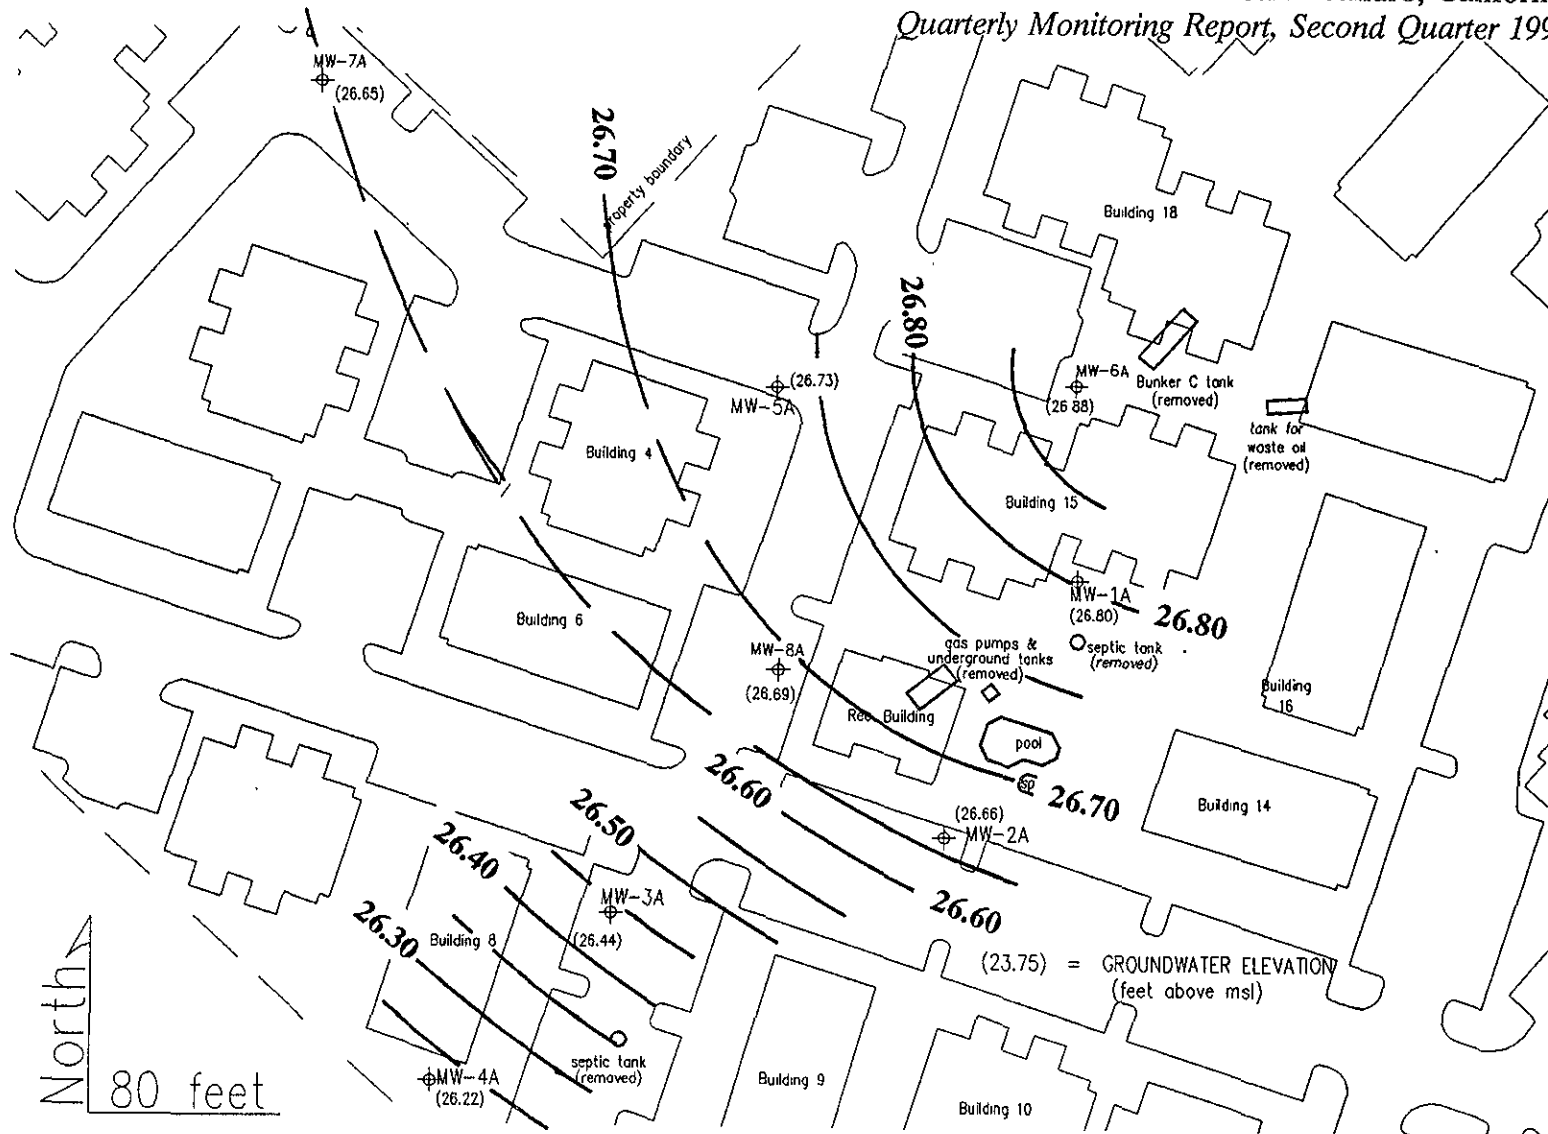 Quarterly Monitoring Report, Second Quarter 199
MW-7A
(26.65)
26.70
property boundary
Building 18
26.80
MW-6A
(26 88)
Bunker C tank
(removed)
(26.73)
MW-5A
tank for
waste oil
(removed)
Building 4
Building 15
MW-1A
(26.80)
26.80
Building 6
septic tank
(removed)
gas pumps &
underground tanks
(removed)
MW-8A
(26.69)
Building
16
Rec Building
pool
sp
26.70
26.60
Building 14
(26.66)
MW-2A
26.50
26.40
MW-3A
(26.44)
26.60
26.30
Building 8
(23.75) = GROUNDWATER ELEVATION
(feet above msl)
septic tank
(removed)
MW-4A
(26.22)
Building 9
Building 10
North
80 feet